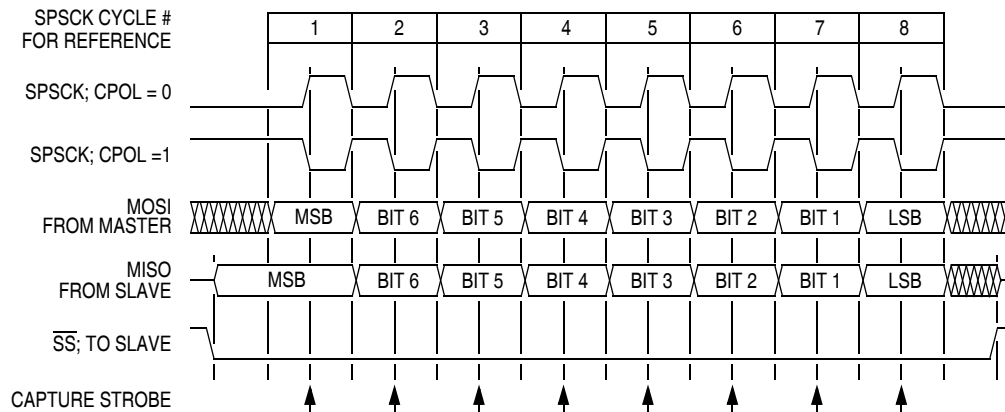 SPSCK CYCLE #
FOR REFERENCE
1 2 3 4 5 6 7 8
SPSCK; CPOL = 0
SPSCK; CPOL =1
MOSI
FROM MASTER
MSB BIT 6 BIT 5 BIT 4 BIT 3 BIT 2 BIT 1 LSB
MISO
FROM SLAVE
MSB BIT 6 BIT 5 BIT 4 BIT 3 BIT 2 BIT 1 LSB
SS; TO SLAVE
CAPTURE STROBE